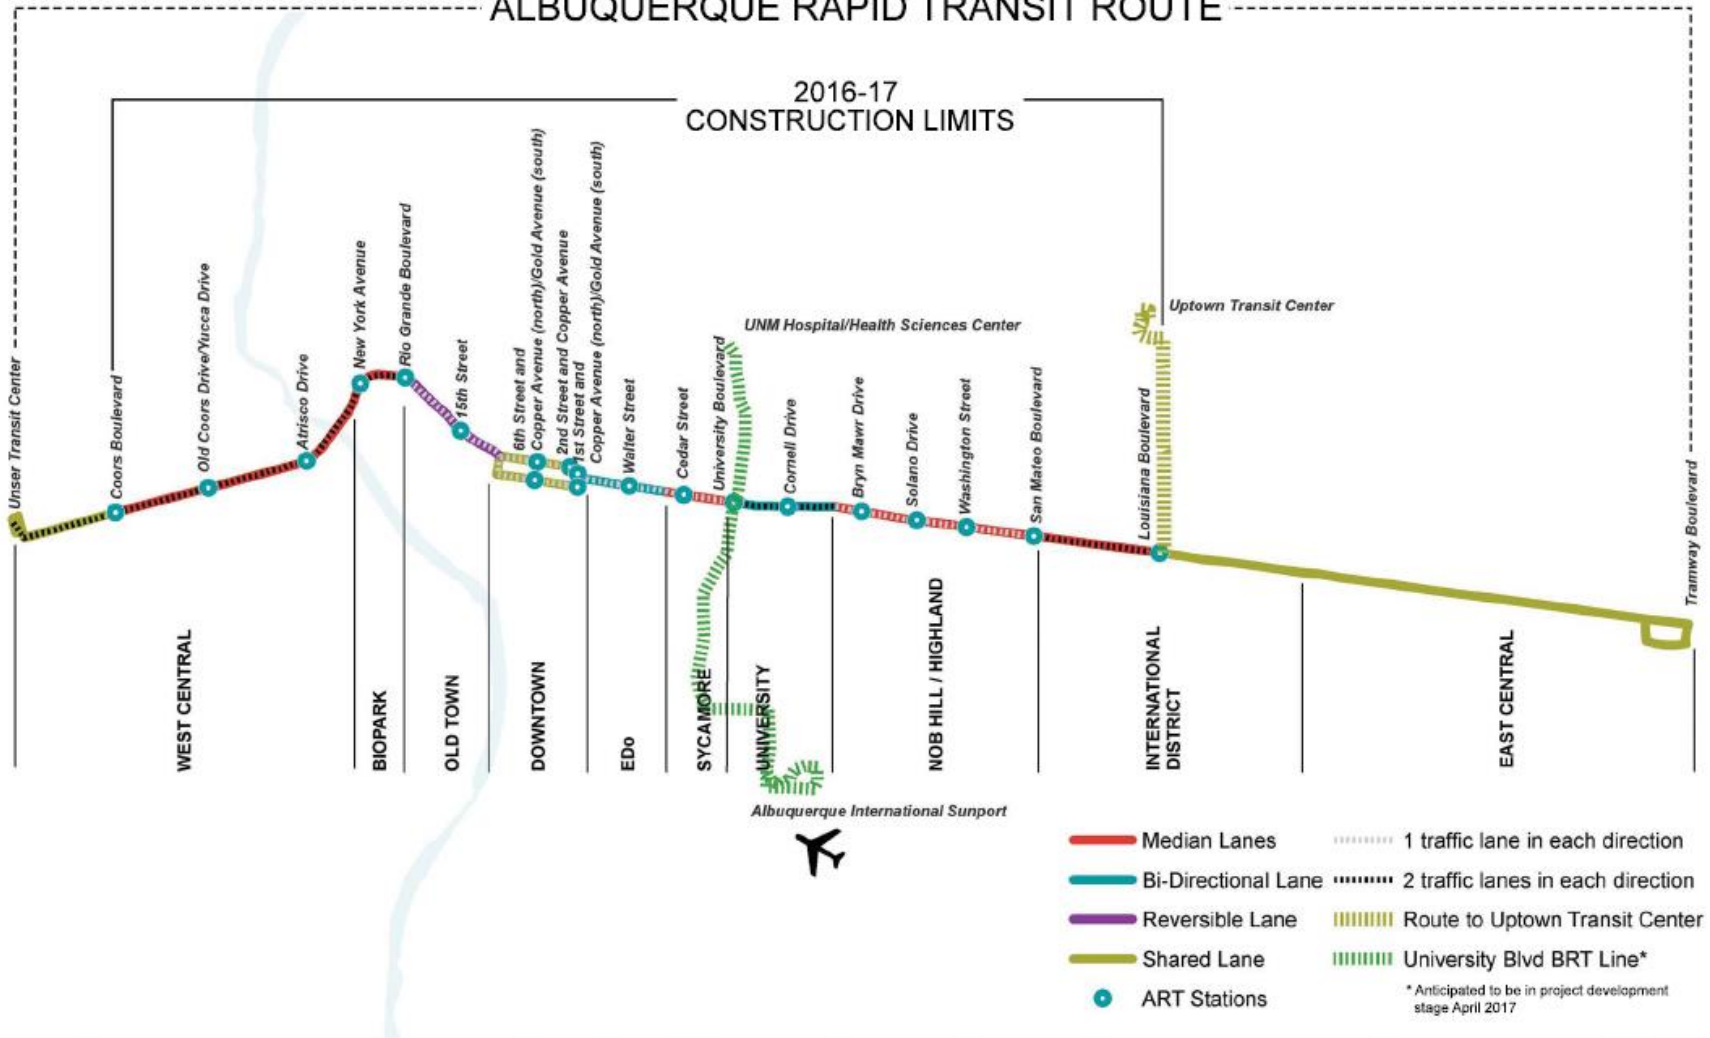 ALBUQUERQUE RAPID TRANSIT ROUTE
2016-17
CONSTRUCTION LIMITS
Unser Transit Center
Coors Boulevard
Old Coors Drive/Yucca Drive
Atrisco Drive
New York Avenue
Rio Grande Boulevard
15th Street
6th Street and
Copper Avenue (north)/Gold Avenue (south)
2nd Street and Copper Avenue
1st Street and
Copper Avenue (north)/Gold Avenue (south)
Walter Street
Cedar Street
University Boulevard
UNM Hospital/Health Sciences Center
Cornell Drive
Bryn Mawr Drive
Solano Drive
Washington Street
San Mateo Boulevard
Louisiana Boulevard
Uptown Transit Center
Tramway Boulevard
WEST CENTRAL
BIOPARK
OLD TOWN
DOWNTOWN
EDo
SYCAMORE
UNIVERSITY
NOB HILL / HIGHLAND
INTERNATIONAL
DISTRICT
EAST CENTRAL
Albuquerque International Sunport
Median Lanes
Bi-Directional Lane
Reversible Lane
Shared Lane
ART Stations
1 traffic lane in each direction
2 traffic lanes in each direction
Route to Uptown Transit Center
University Blvd BRT Line*
* Anticipated to be in project development
stage April 2017